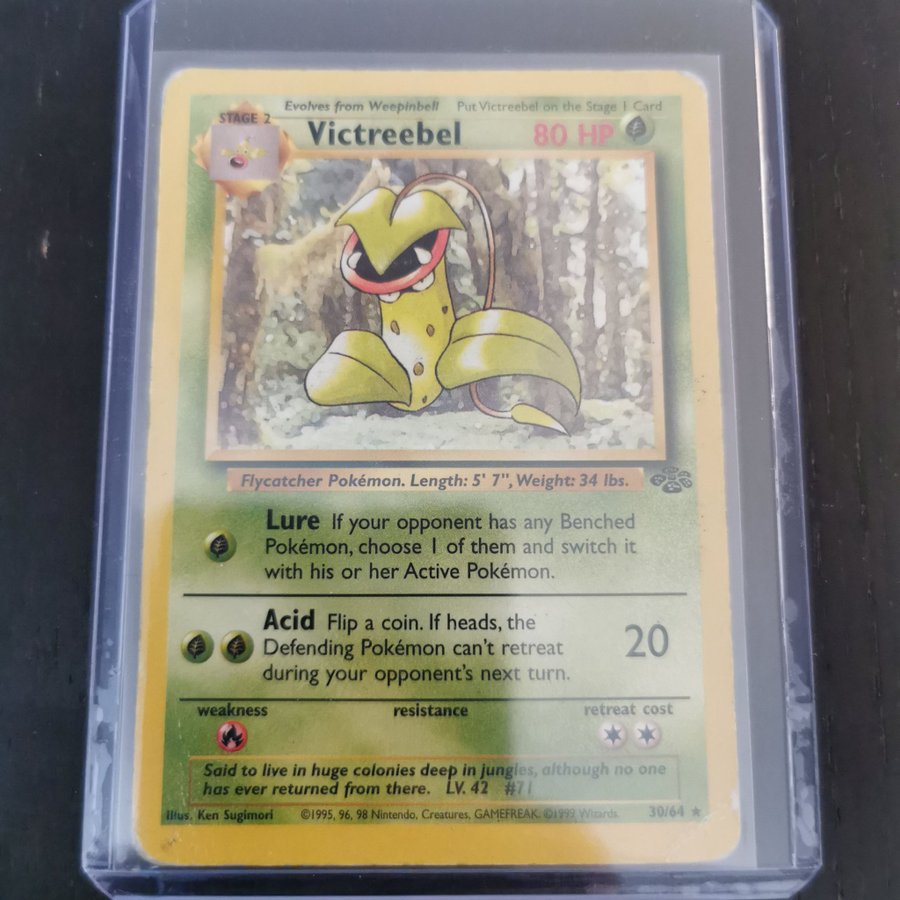 Evolves from Weepinbell Put Victreebel on the Stage 1 Card
STAGE 2
Victreebel 80 HP
Flycatcher Pokémon. Length: 5' 7", Weight: 34 lbs.
Lure If your opponent has any Benched
Pokémon, choose 1 of them and switch it
with his or her Active Pokémon.
Acid Flip a coin. If heads, the
Defending Pokémon can't retreat
during your opponent's next turn.
20
weakness resistance retreat cost
Said to live in huge colonies deep in jungles, although no one
has ever returned from there. LV. 42 #71
Illus. Ken Sugimori ©1995, 96, 98 Nintendo, Creatures, GAMEFREAK. ©1999 Wizards. 30/64 ★